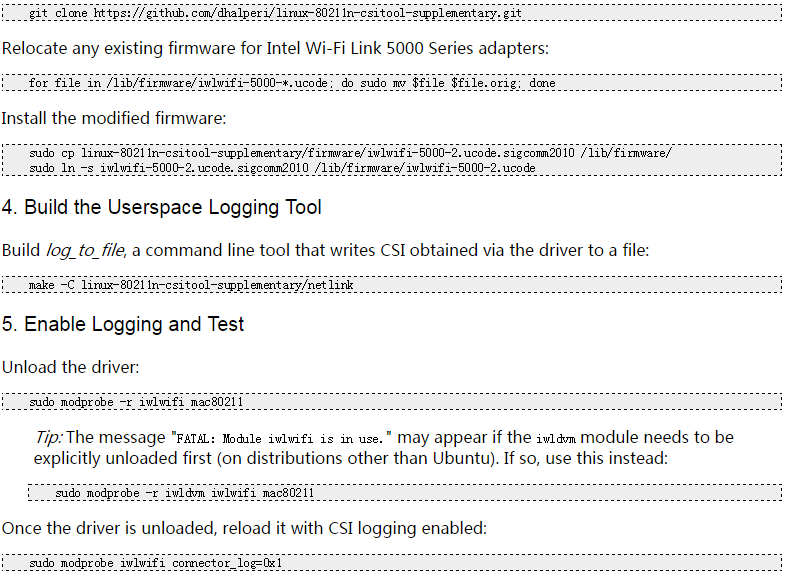 git clone https://github.com/dhalperi/linux-80211n-csitool-supplementary.git
Relocate any existing firmware for Intel Wi-Fi Link 5000 Series adapters:
for file in /lib/firmware/iwlwifi-5000-*.ucode; do sudo mv $file $file.orig; done
Install the modified firmware:
sudo cp linux-80211n-csitool-supplementary/firmware/iwlwifi-5000-2.ucode.sigcomm2010 /lib/firmware/
sudo ln -s iwlwifi-5000-2.ucode.sigcomm2010 /lib/firmware/iwlwifi-5000-2.ucode
4. Build the Userspace Logging Tool
Build log_to_file, a command line tool that writes CSI obtained via the driver to a file:
make -C linux-80211n-csitool-supplementary/netlink
5. Enable Logging and Test
Unload the driver:
sudo modprobe -r iwlwifi mac80211
Tip: The message "FATAL: Module iwlwifi is in use." may appear if the iwldvm module needs to be
explicitly unloaded first (on distributions other than Ubuntu). If so, use this instead:
sudo modprobe -r iwldvm iwlwifi mac80211
Once the driver is unloaded, reload it with CSI logging enabled:
sudo modprobe iwlwifi connector_log=0x1